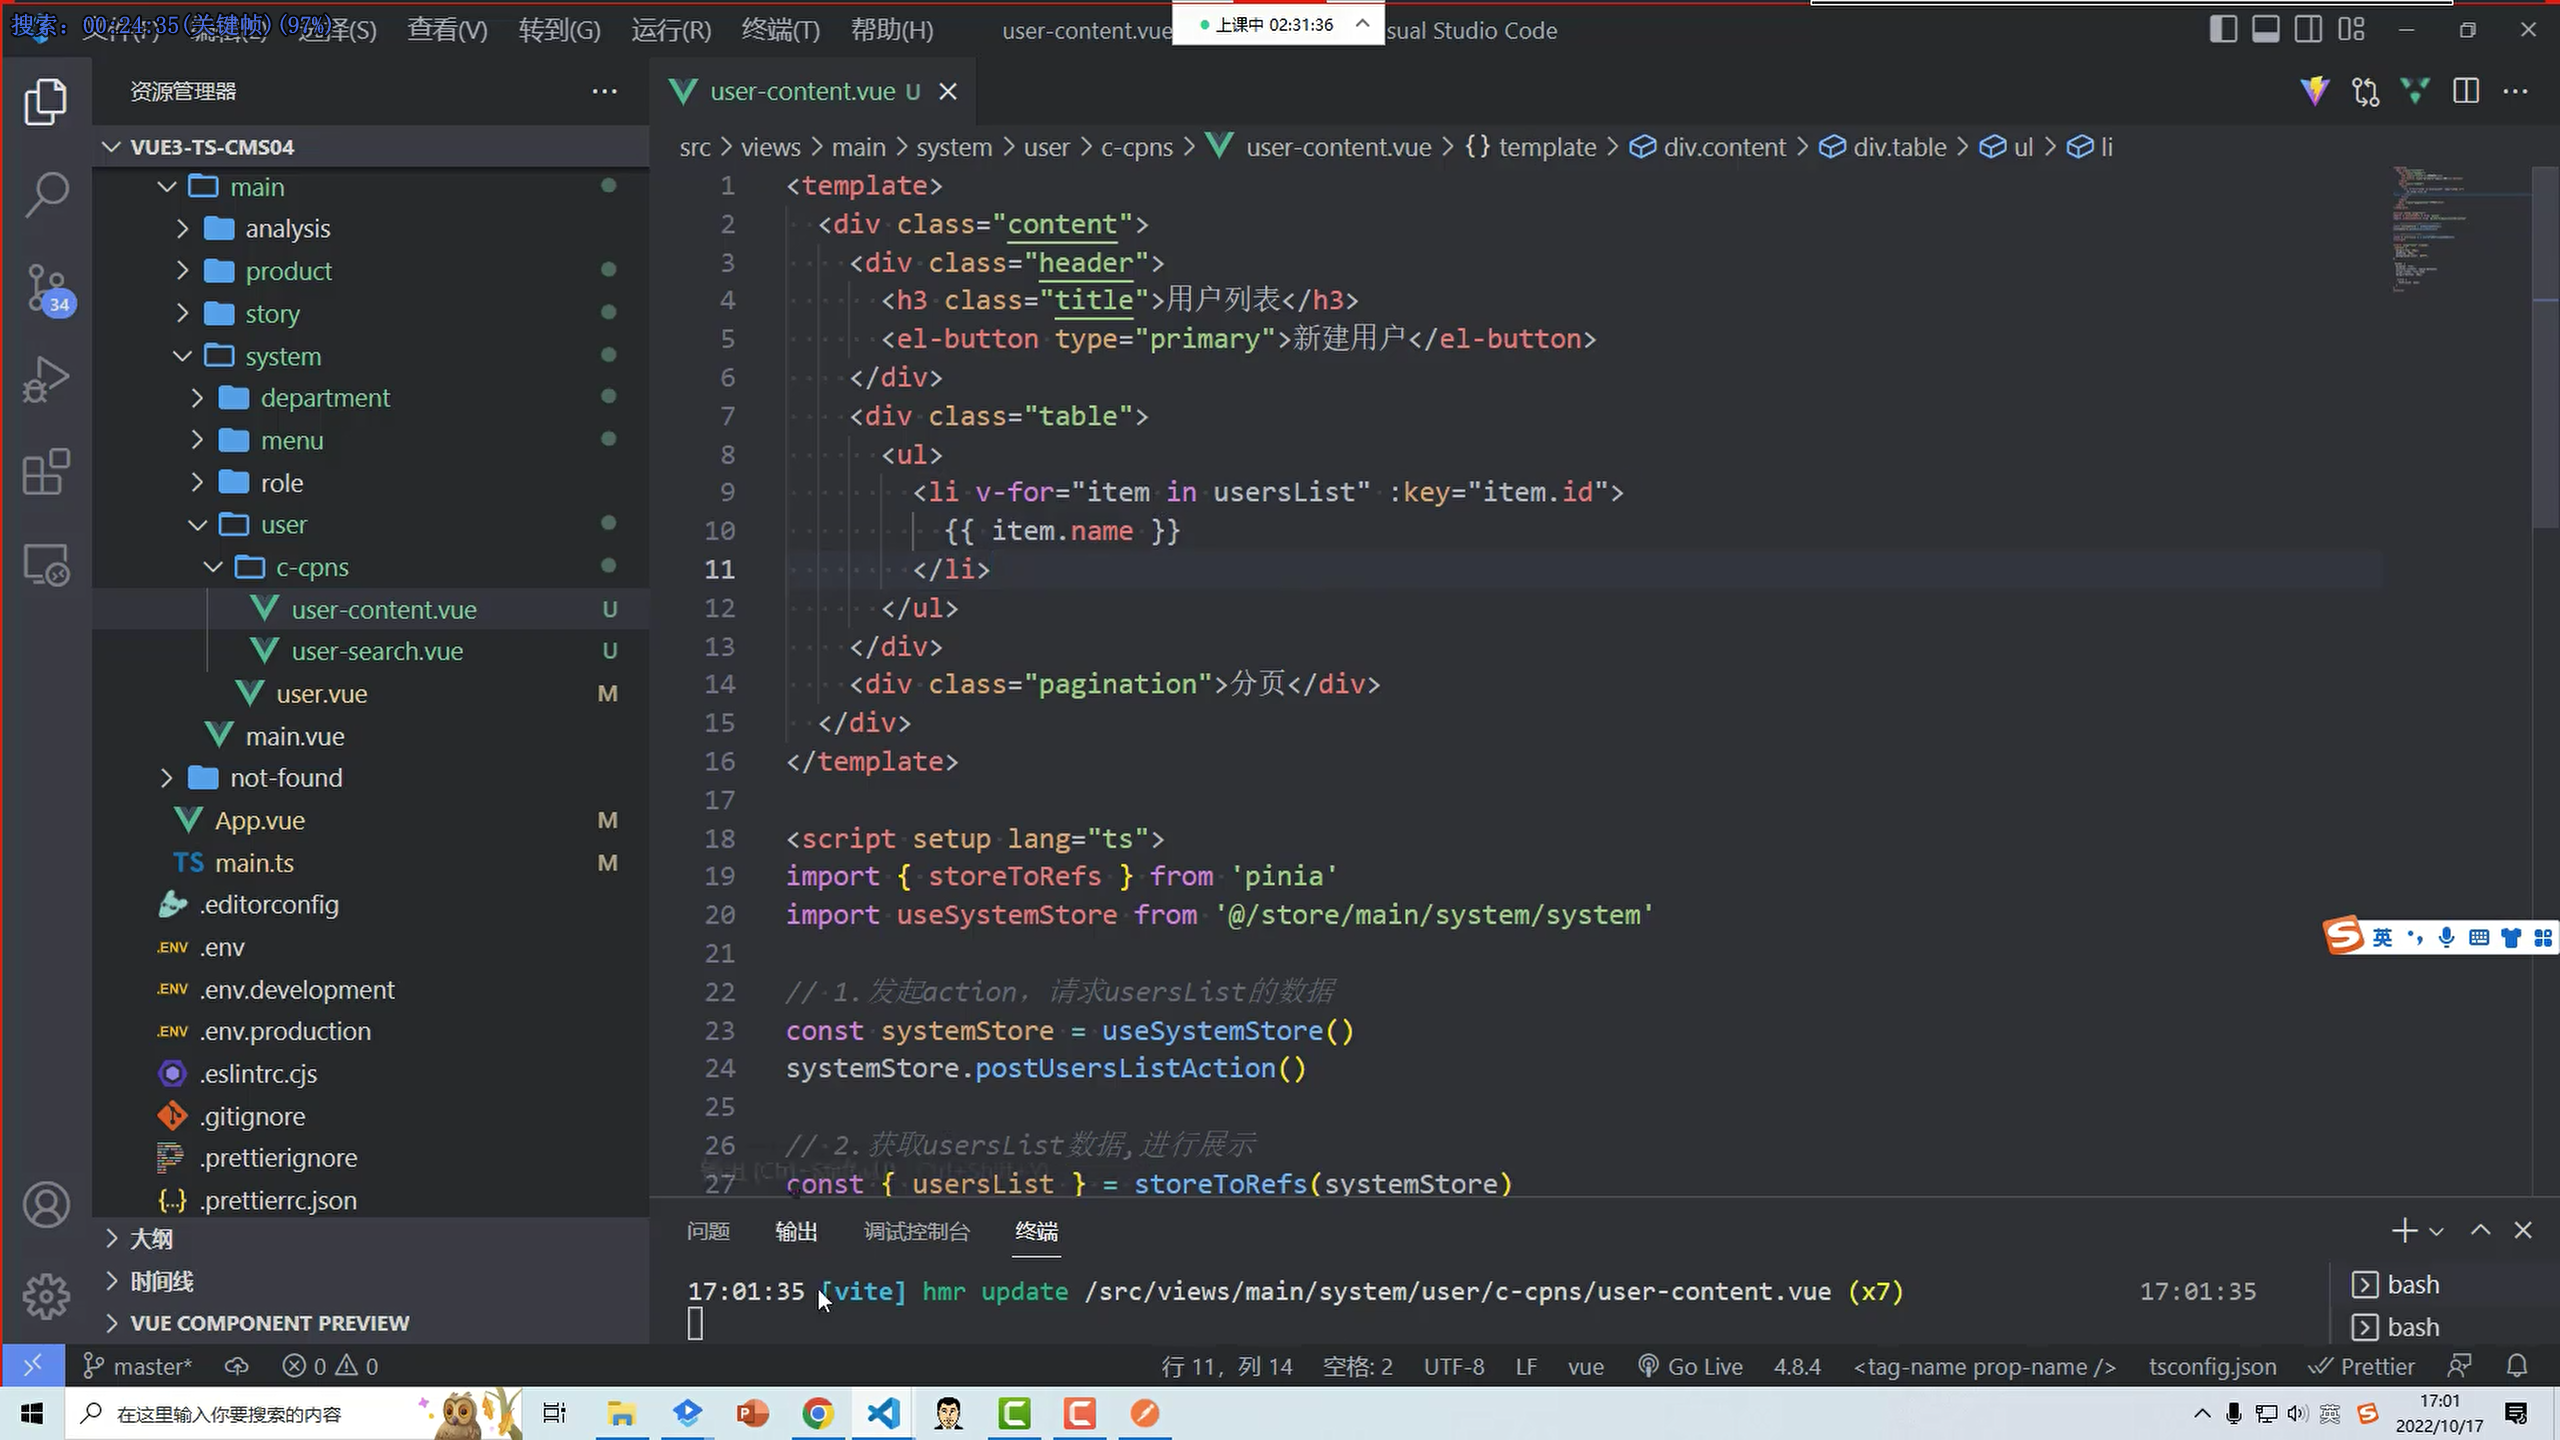 搜索: 00:24:35(关键帧)(97%)
查看(V) 转到(G) 运行(R) 终端(T) 帮助(H)
user-content.vue
上课中 02:31:36
sual Studio Code
资源管理器
user-content.vue U
VUE3-TS-CMS04
src > views > main > system > user > c-cpns > user-content.vue > {} template > div.content > div.table > ul > li
main
analysis
product
story
system
department
menu
role
user
c-cpns
user-content.vue U
user-search.vue U
user.vue M
main.vue
not-found
App.vue M
TS main.ts M
.editorconfig
.ENV .env
.ENV .env.development
.ENV .env.production
.eslintrc.cjs
.gitignore
.prettierignore
{..} .prettierrc.json
大纲
时间线
VUE COMPONENT PREVIEW
34
1 <template>
2 <div class="content">
3 <div class="header">
4 <h3 class="title">用户列表</h3>
5 <el-button type="primary">新建用户</el-button>
6 </div>
7 <div class="table">
8 <ul>
9 <li v-for="item in usersList" :key="item.id">
10 {{ item.name }}
11 </li>
12 </ul>
13 </div>
14 <div class="pagination">分页</div>
15 </div>
16 </template>
17
18 <script setup lang="ts">
19 import { storeToRefs } from 'pinia'
20 import useSystemStore from '@/store/main/system/system'
21
22 // 1.发起action，请求usersList的数据
23 const systemStore = useSystemStore()
24 systemStore.postUsersListAction()
25
26 // 2.获取usersList数据,进行展示
27 const { usersList } = storeToRefs(systemStore)
英
问题 输出 调试控制台 终端
17:01:35 [vite] hmr update /src/views/main/system/user/c-cpns/user-content.vue (x7) 17:01:35
bash
bash
master* 0 0
行 11，列 14 空格: 2 UTF-8 LF vue Go Live 4.8.4 <tag-name prop-name /> tsconfig.json Prettier
在这里输入你要搜索的内容
英
17:01
2022/10/17